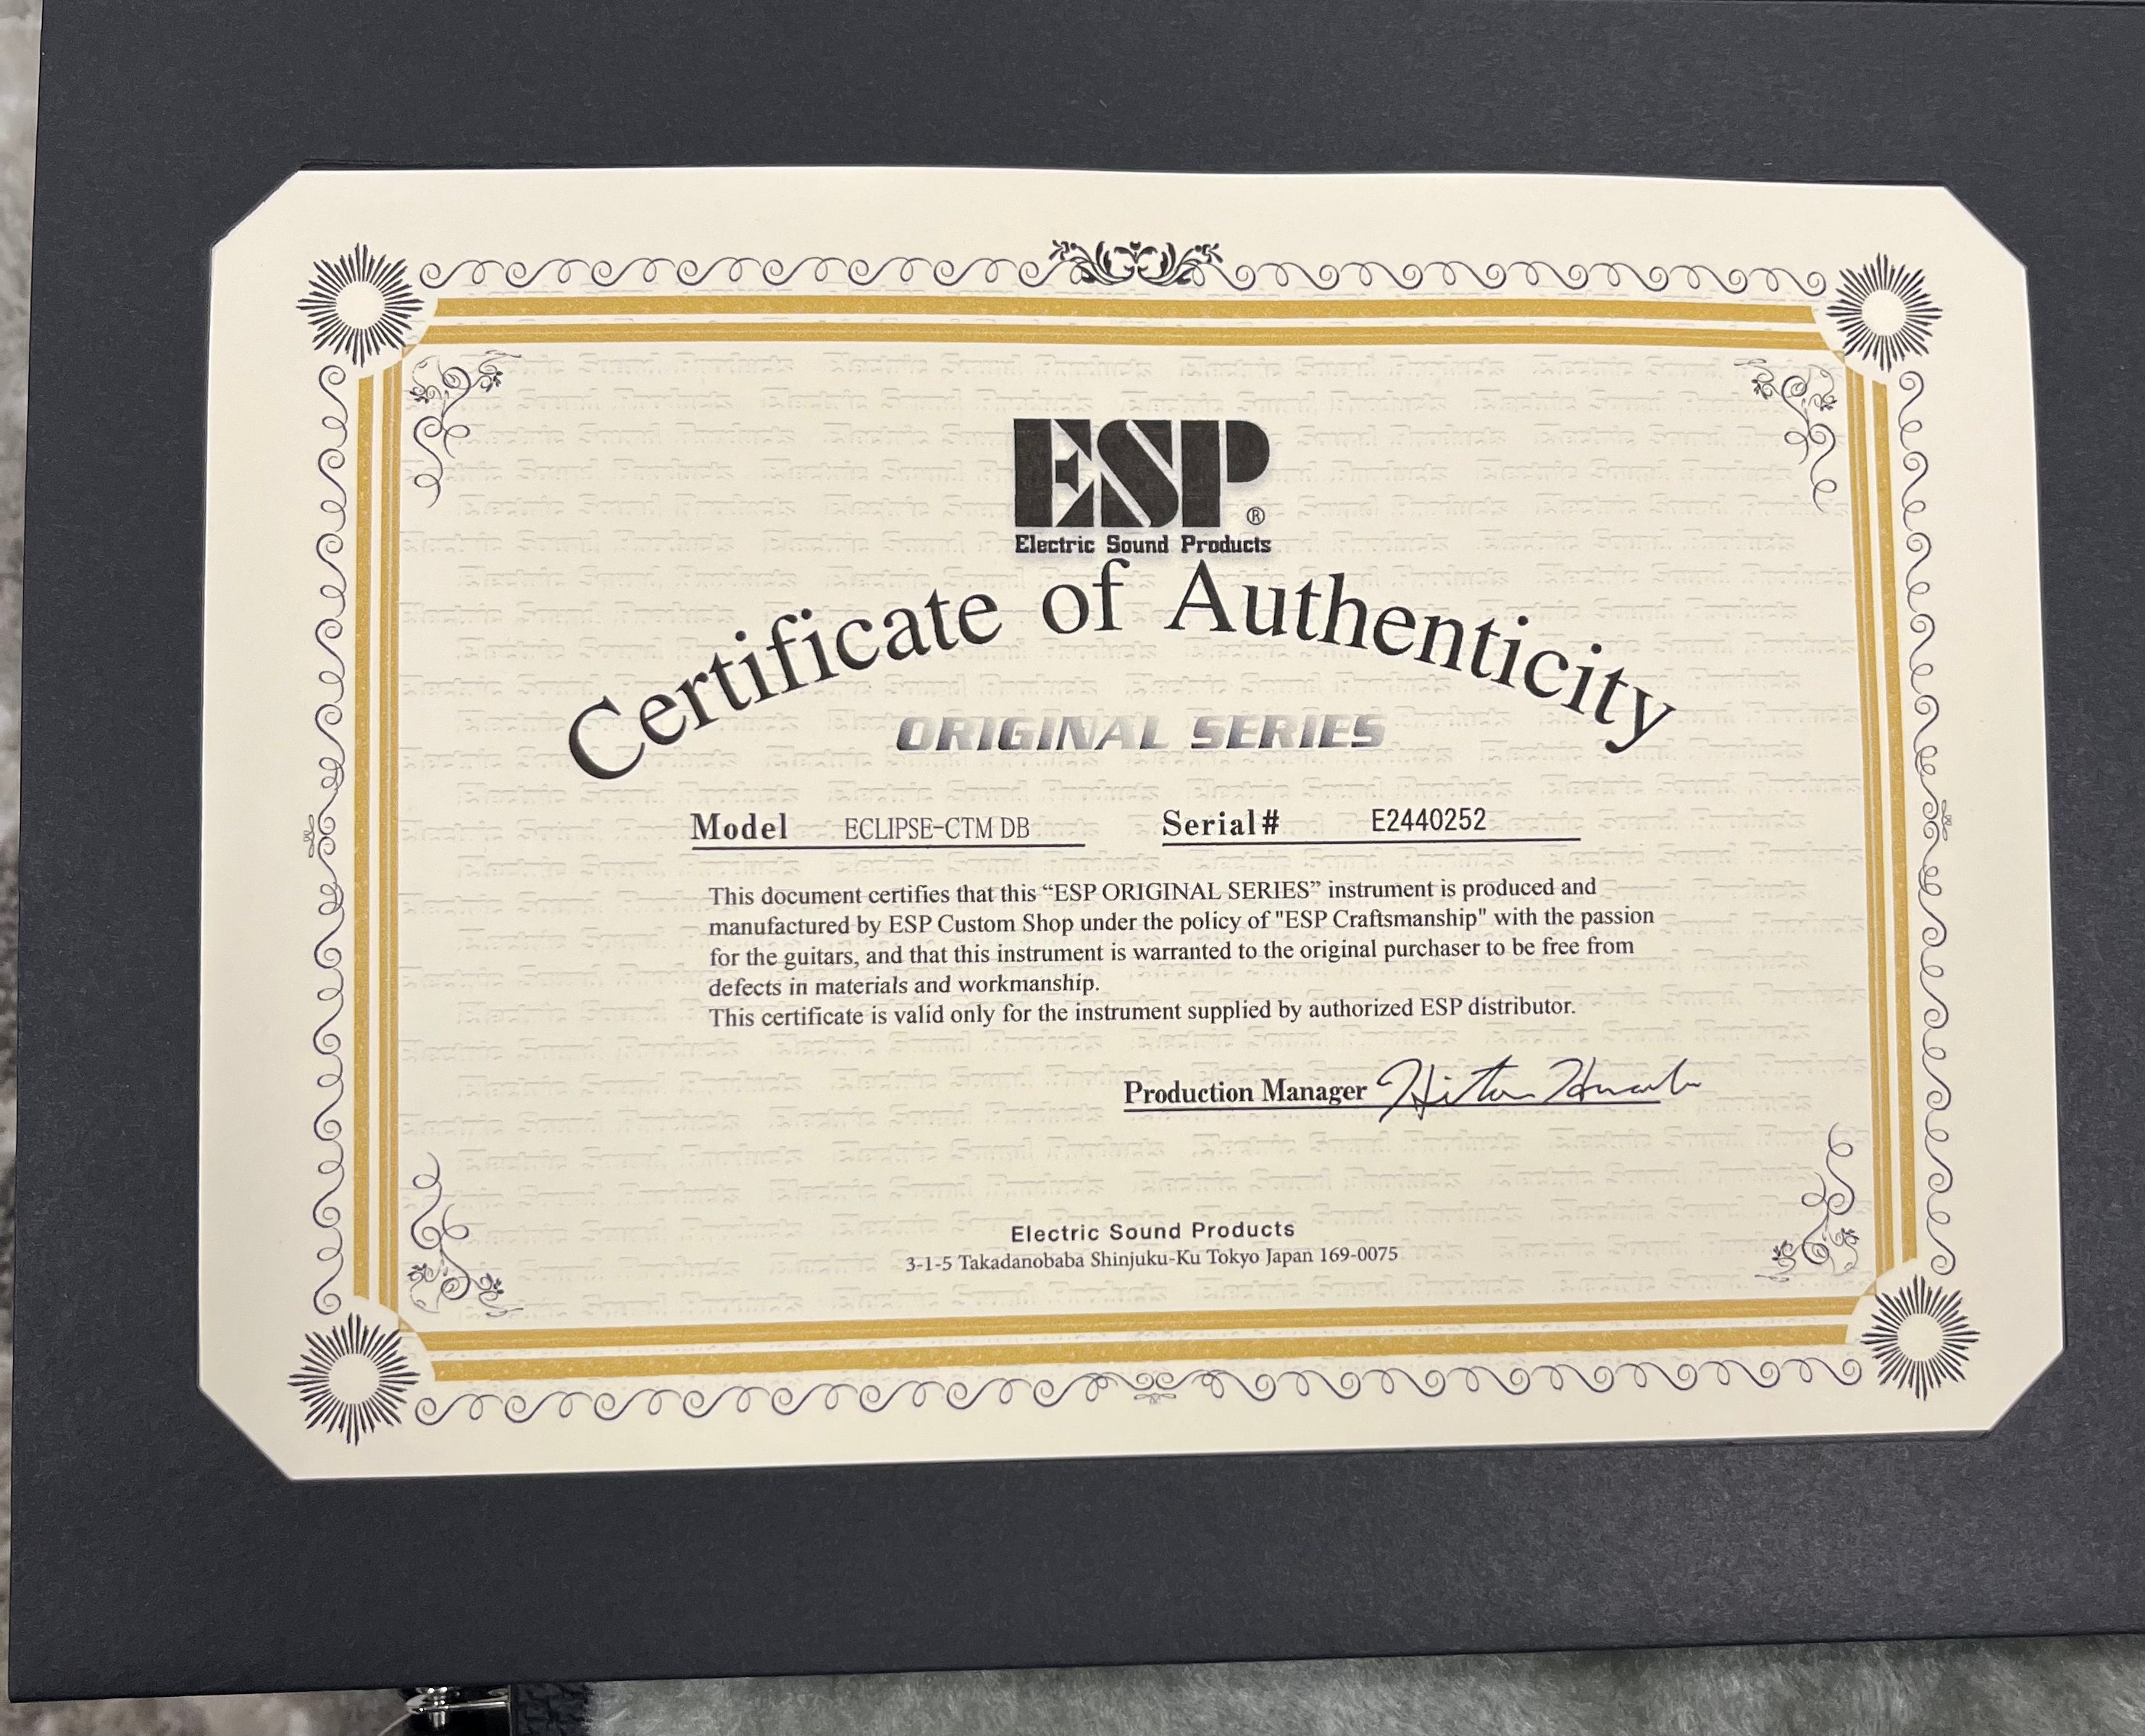 ESP®
Electric Sound Products
Certificate of Authenticity
ORIGINAL SERIES
Model ECLIPSE-CTM DB Serial# E2440252
This document certifies that this “ESP ORIGINAL SERIES” instrument is produced and
manufactured by ESP Custom Shop under the policy of "ESP Craftsmanship" with the passion
for the guitars, and that this instrument is warranted to the original purchaser to be free from
defects in materials and workmanship.
This certificate is valid only for the instrument supplied by authorized ESP distributor.
Production Manager
Electric Sound Products
3-1-5 Takadanobaba Shinjuku-Ku Tokyo Japan 169-0075